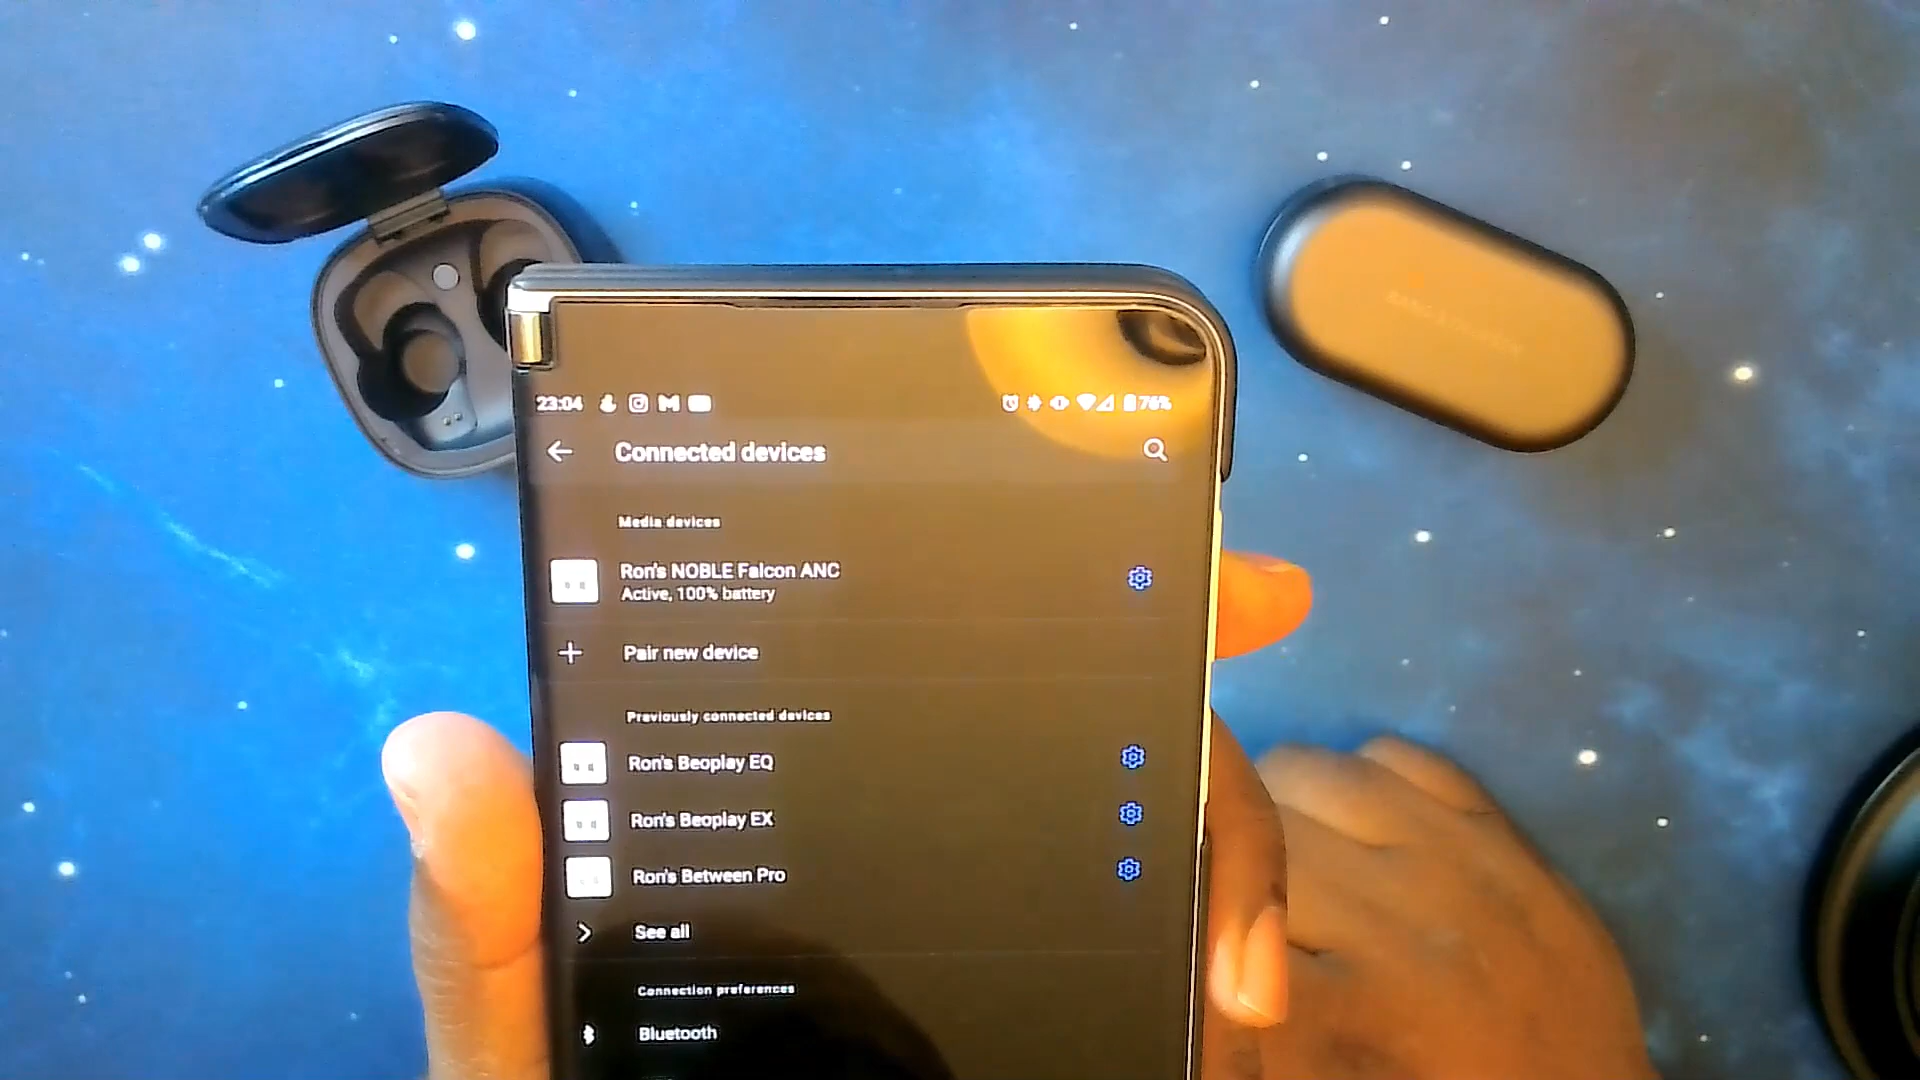 23:04
76%
Connected devices
Media devices
Ron's NOBLE Falcon ANC
Active, 100% battery
Pair new device
Previously connected devices
Ron's Beoplay EQ
Ron's Beoplay EX
Ron's Between Pro
See all
Connection preferences
Bluetooth